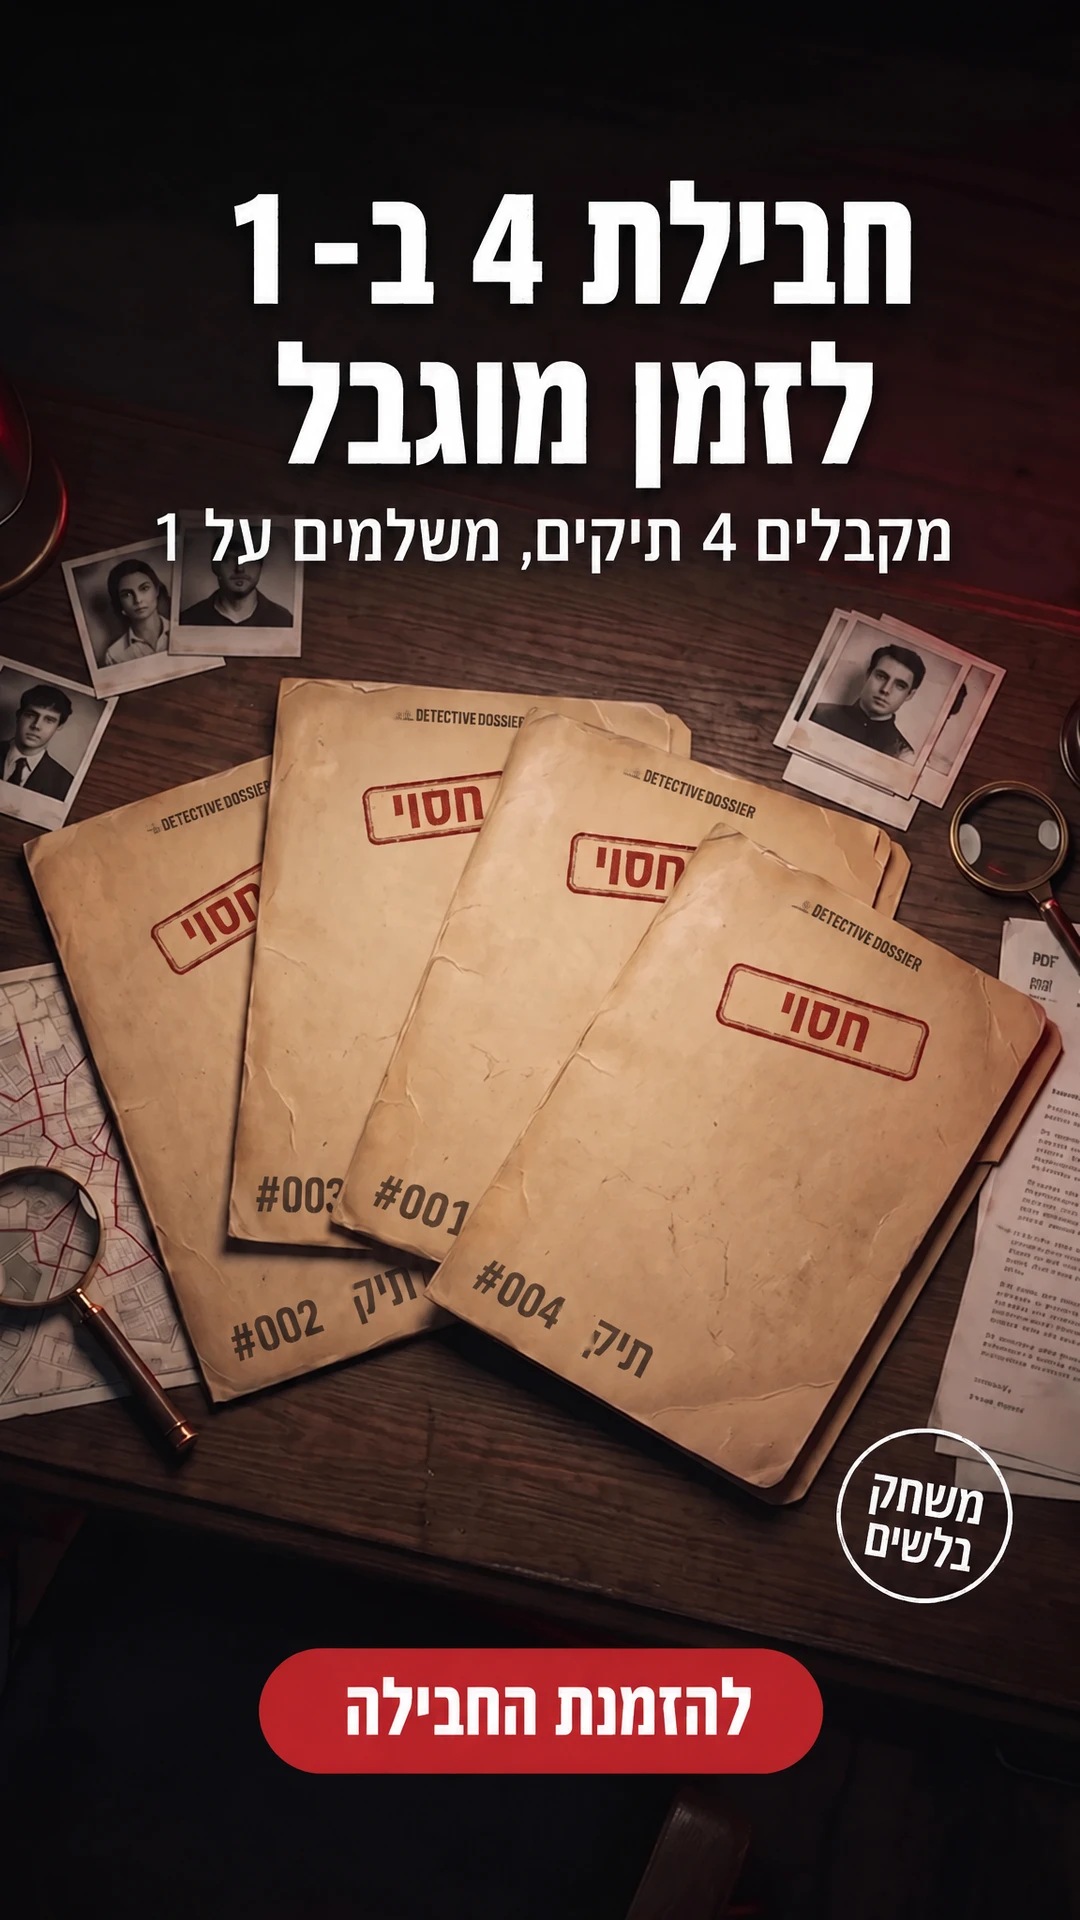 חבילת 4 ב-1
לזמן מוגבל
מקבלים 4 תיקים, משלמים על 1
DETECTIVE DOSSIER
חסוי
#003
DETECTIVE DOSSIER
חסוי
#002 תיק
DETECTIVE DOSSIER
חסוי
#001
DETECTIVE DOSSIER
חסוי
#004 תיק
PDF
משחק
בלשים
להזמנת החבילה